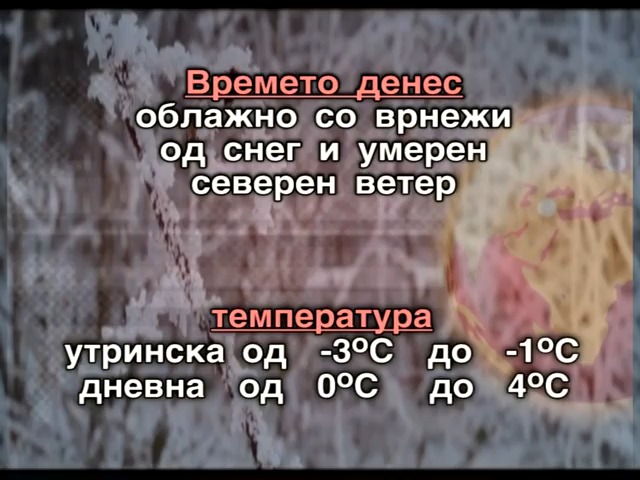 Времето денес
облажно со врнежи
од снег и умерен
северен ветер
температура
утринска од -3ºC до -1ºC
дневна од 0ºC до 4ºC